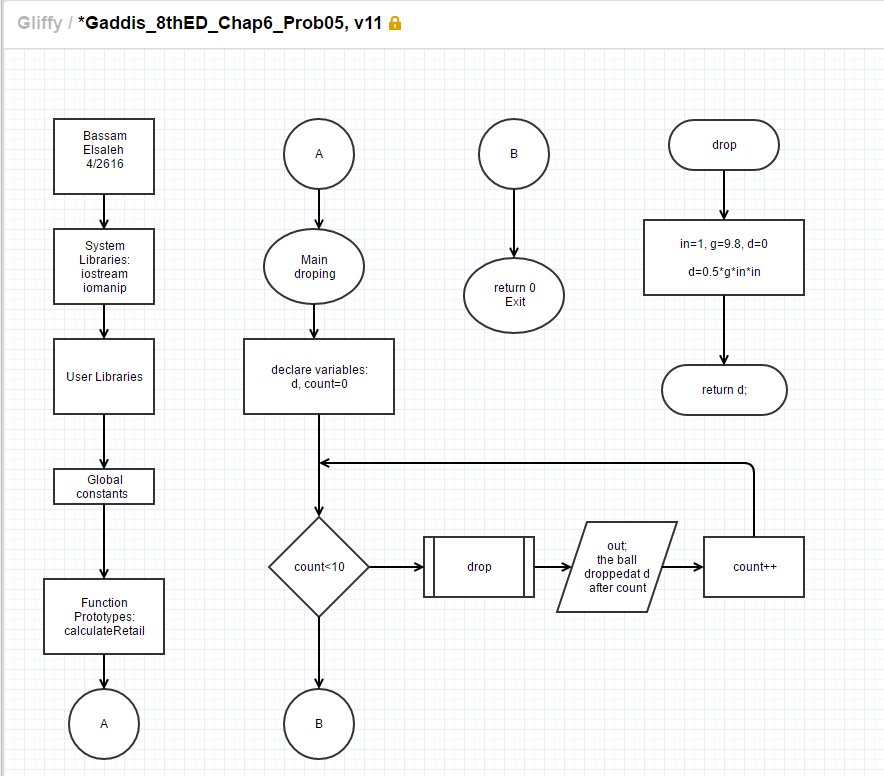 Gliffy / *Gaddis_8thED_Chap6_Prob05, v11
Bassam
Elsaleh
4/2616
System
Libraries:
iostream
iomanip
User Libraries
Global
constants
Function
Prototypes:
calculateRetail
A
A
Main
droping
declare variables:
d, count=0
count<10
drop
out;
the ball
droppedat d
after count
count++
B
B
return 0
Exit
drop
in=1, g=9.8, d=0
d=0.5*g*in*in
return d;